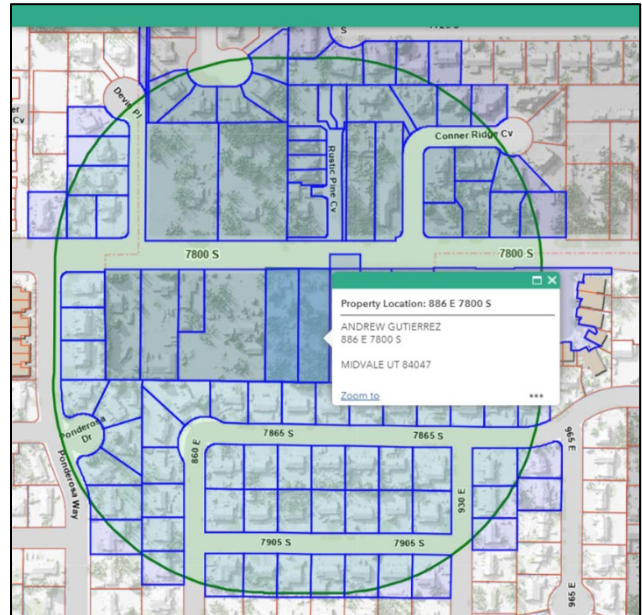 S
Devin Pl
Cv
Conner Ridge Cv
Rustic Pine Cv
7800 S
7800 S
Property Location: 886 E 7800 S
ANDREW GUTIERREZ
886 E 7800 S
MIDVALE UT 84047
Zoom to
Ponderosa
Dr
Ponderosa Way
860 E
7865 S
7865 S
930 E
965 E
7905 S
7905 S
965 E